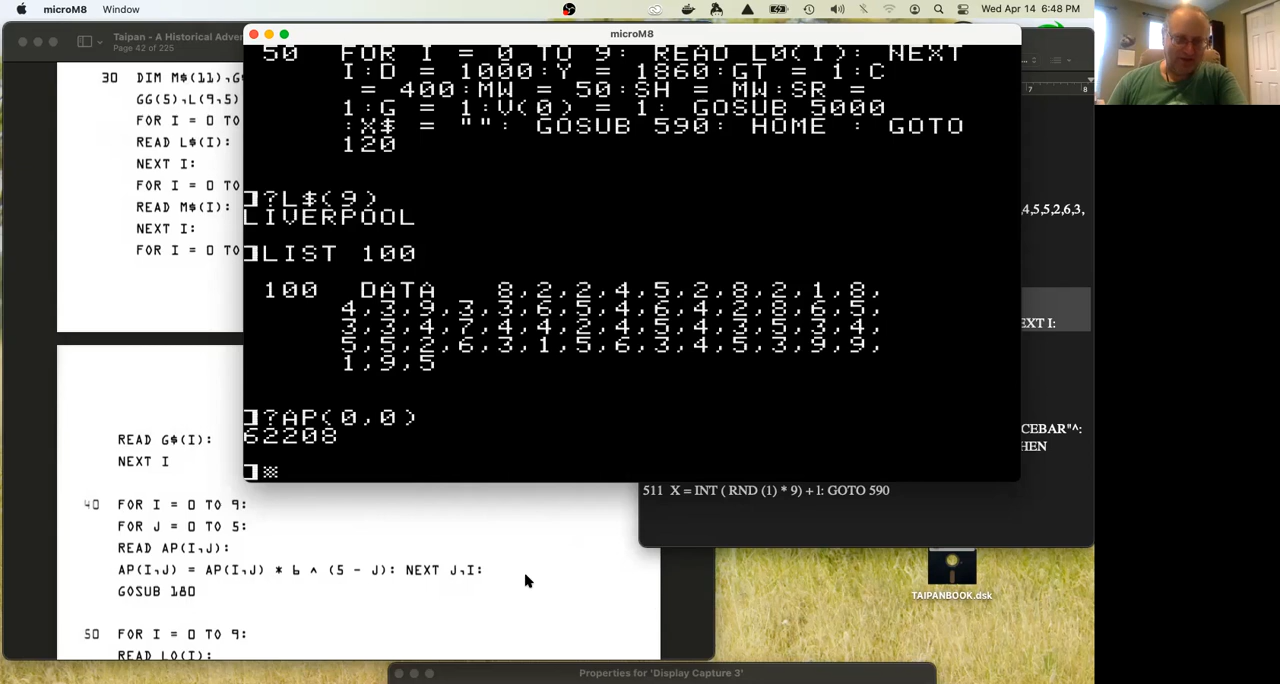 microM8 Window
Wed Apr 14 6:48 PM
Taipan - A Historical Adve
Page 42 of 225
30 DIM M$(11),G$
GG(5),L(9,5)
FOR I = 0 TO
READ L$(I):
NEXT I:
FOR I = 0 TO
READ M$(I):
NEXT I:
FOR I = 0 TO
READ G$(I):
NEXT I
40 FOR I = 0 TO 9:
FOR J = 0 TO 5:
READ AP(I,J):
AP(I,J) = AP(I,J) * 6 ^ (5 - J): NEXT J,I:
GOSUB 180
50 FOR I = 0 TO 9:
READ LO(I):
microM8
50 FOR I = 0 TO 9: READ L0(I): NEXT
I:D = 1000:Y = 1860:GT = 1:C
= 400:MW = 50:SH = MW:SR =
1:G = 1:V(0) = 1: GOSUB 5000
:X$ = "": GOSUB 590: HOME : GOTO
120
]?L$(9)
LIVERPOOL
]LIST 100
100 DATA 8,2,2,4,5,2,8,2,1,8,
4,3,9,3,3,6,5,4,6,4,2,8,6,5,
3,3,4,7,4,4,2,4,5,4,3,5,3,4,
5,5,2,6,3,1,5,6,3,4,5,3,9,9,
1,9,5
]?AP(0,0)
62208
]
7 8
,4,5,5,2,6,3,
EXT I:
CEBAR"^:
HEN
511 X = INT ( RND (1) * 9) + 1: GOTO 590
TAIPANBOOK.dsk
Properties for 'Display Capture 3'